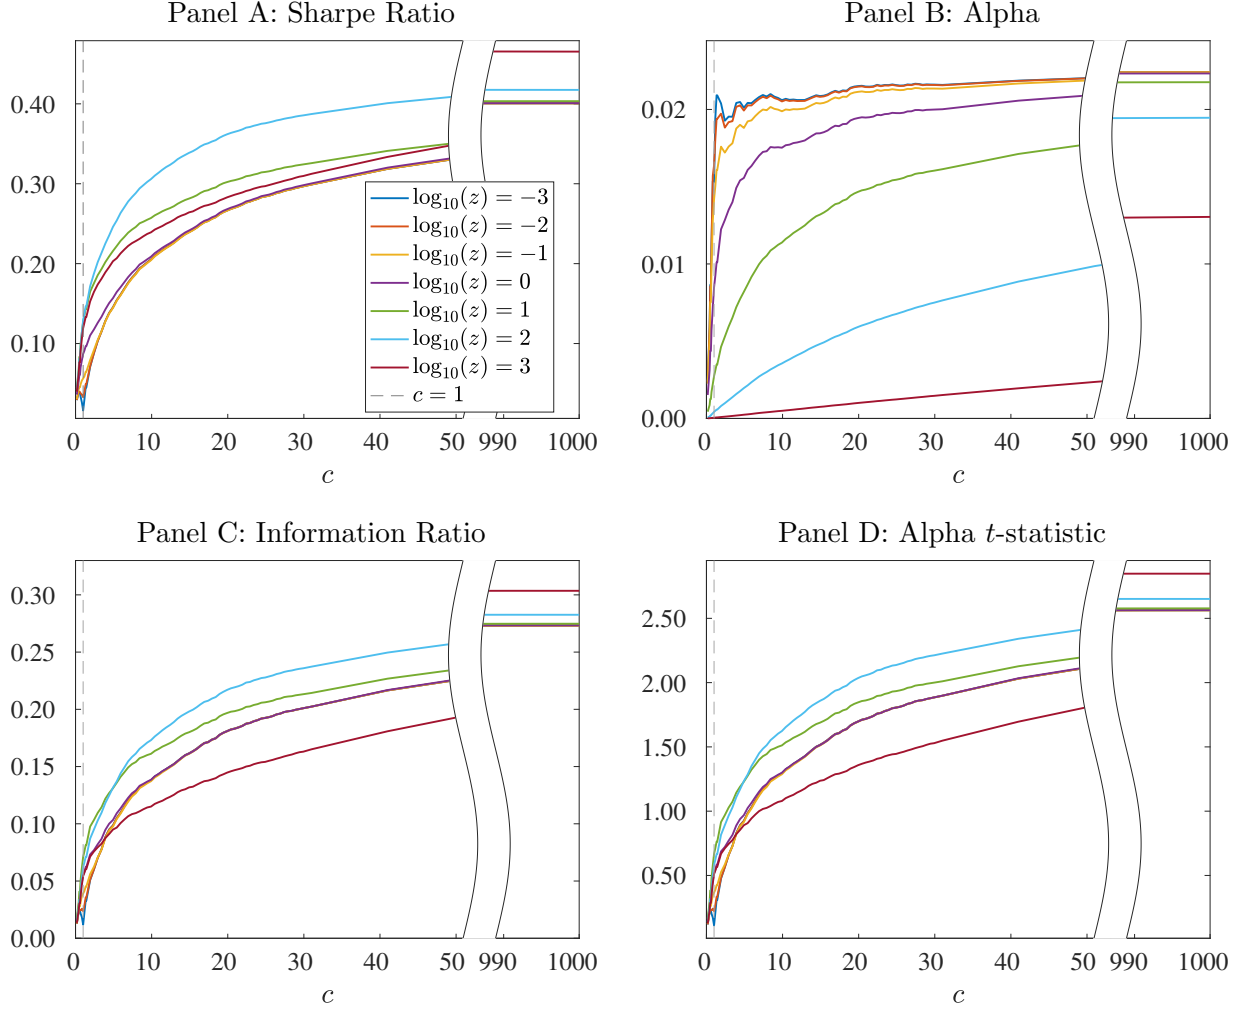 Panel A: Sharpe Ratio
0.40
0.30
0.20
0.10
log₁₀(z) = −3
log₁₀(z) = −2
log₁₀(z) = −1
log₁₀(z) = 0
log₁₀(z) = 1
log₁₀(z) = 2
log₁₀(z) = 3
c = 1
0 10 20 30 40 50 990 1000
c
Panel B: Alpha
0.02
0.01
0.00
0 10 20 30 40 50 990 1000
c
Panel C: Information Ratio
0.30
0.25
0.20
0.15
0.10
0.05
0.00
0 10 20 30 40 50 990 1000
c
Panel D: Alpha t-statistic
2.50
2.00
1.50
1.00
0.50
0 10 20 30 40 50 990 1000
c